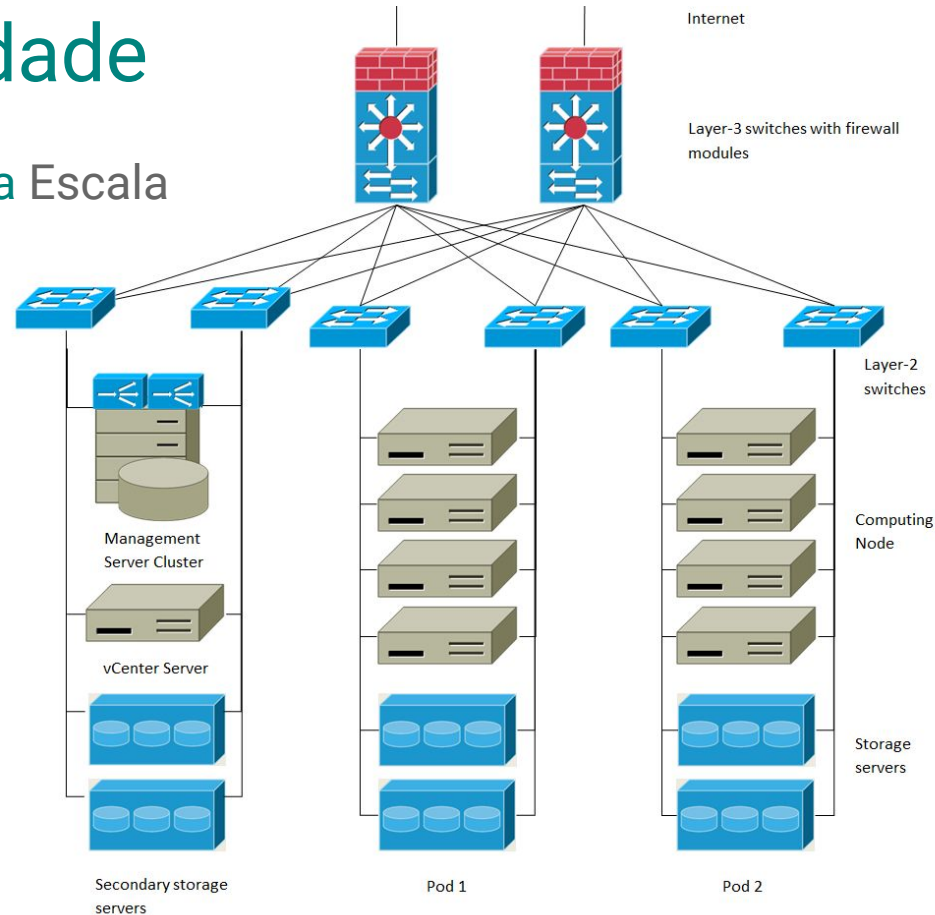 dade
a Escala
Internet
Layer-3 switches with firewall
modules
Layer-2
switches
Management
Server Cluster
Computing
Node
vCenter Server
Storage
servers
Secondary storage
servers
Pod 1
Pod 2